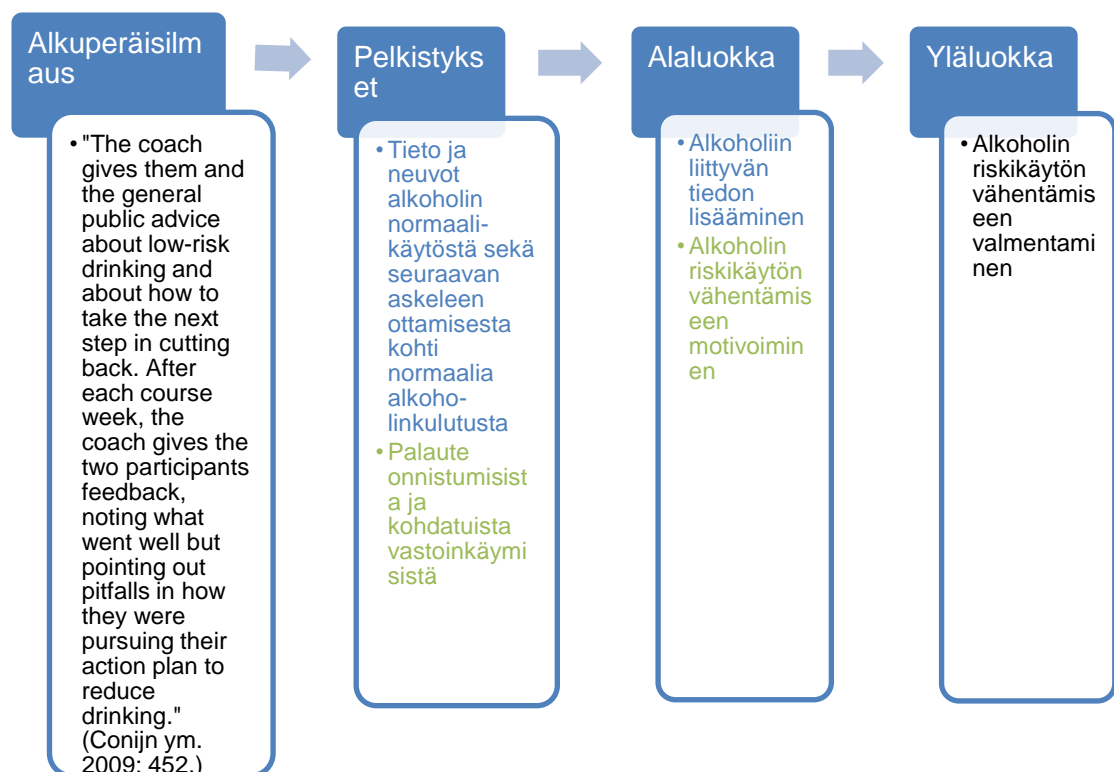 Alkuperäisilm
aus
• "The coach
gives them and
the general
public advice
about low-risk
drinking and
about how to
take the next
step in cutting
back. After
each course
week, the
coach gives the
two participants
feedback,
noting what
went well but
pointing out
pitfalls in how
they were
pursuing their
action plan to
reduce
drinking."
(Conijn ym.
2009: 452.)
Pelkistyks
et
• Tieto ja
neuvot
alkoholin
normaali-
käytöstä sekä
seuraavan
askeleen
ottamisesta
kohti
normaalia
alkoho-
linkulutusta
• Palaute
onnistumisist
a ja
kohdatuista
vastoinkäymi
sistä
Alaluokka
• Alkoholiin
liittyvän
tiedon
lisääminen
• Alkoholin
riskikäytön
vähentämis
een
motivoimin
en
Yläluokka
• Alkoholin
riskikäytön
vähentämis
een
valmentami
nen